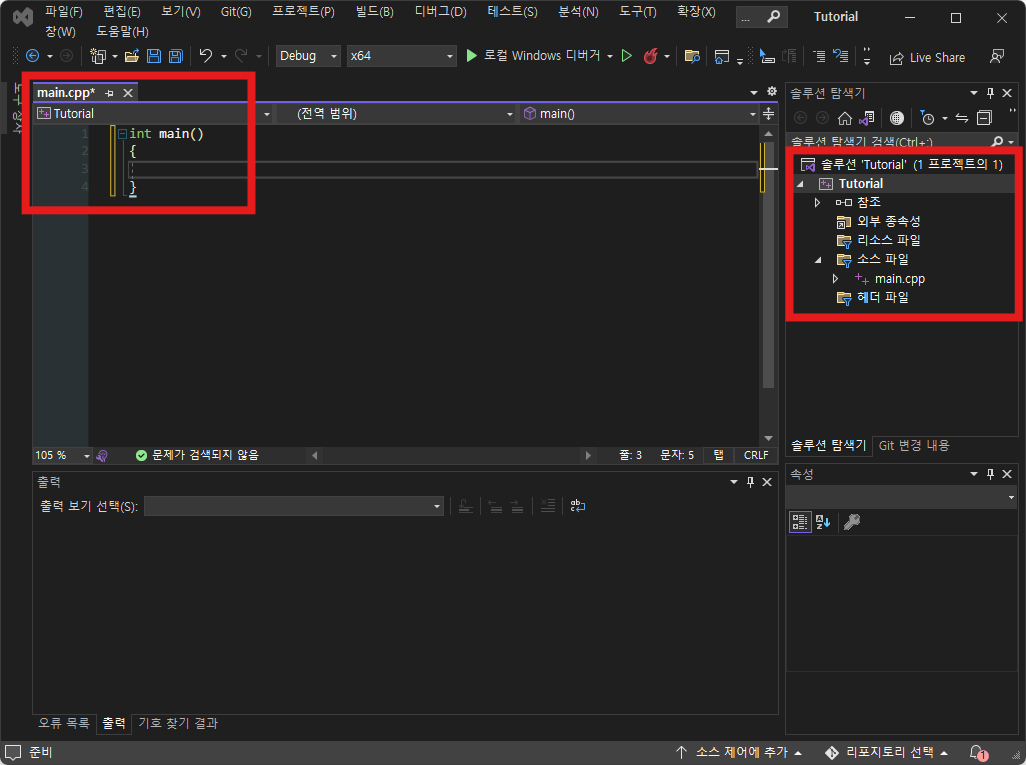 파일(F) 편집(E) 보기(V) Git(G) 프로젝트(P) 빌드(B) 디버그(D) 테스트(S) 분석(N) 도구(T) 확장(X) ... Tutorial
창(W) 도움말(H)
Debug x64 로컬 Windows 디버거 Live Share
main.cpp*
Tutorial (전역 범위) main()
1 int main()
2 {
3
4 }
105 % 문제가 검색되지 않음 줄: 3 문자: 5 탭 CRLF
출력
출력 보기 선택(S):
오류 목록 출력 기호 찾기 결과
솔루션 탐색기
솔루션 탐색기 검색(Ctrl+;)
솔루션 'Tutorial' (1 프로젝트의 1)
Tutorial
참조
외부 종속성
리소스 파일
소스 파일
main.cpp
헤더 파일
솔루션 탐색기 Git 변경 내용
속성
준비 소스 제어에 추가 리포지토리 선택 1